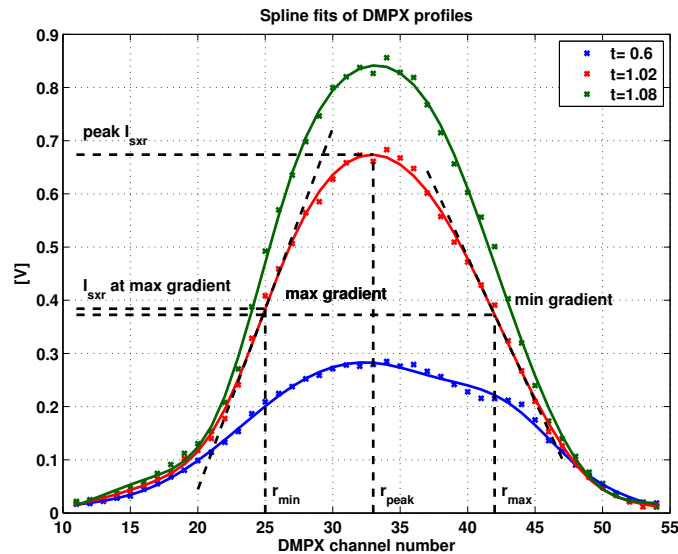 Spline fits of DMPX profiles
0.9
0.8
0.7
0.6
0.5
0.4
0.3
0.2
0.1
0
[V]
t= 0.6
t=1.02
t=1.08
peak I_sxr
I_sxr at max gradient
max gradient
min gradient
r_min
r_peak
r_max
10 15 20 25 30 35 40 45 50 55
DMPX channel number